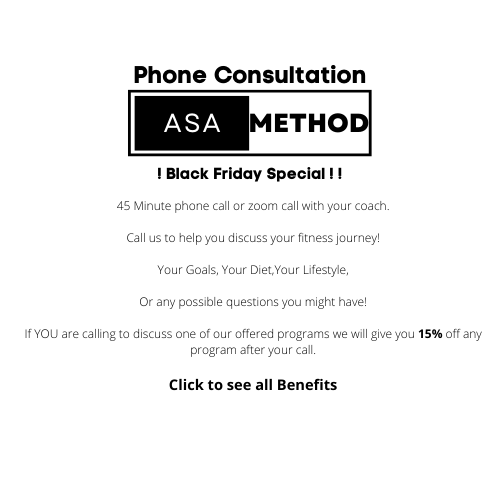 Phone Consultation
ASA METHOD
! Black Friday Special ! !
45 Minute phone call or zoom call with your coach.
Call us to help you discuss your fitness journey!
Your Goals, Your Diet,Your Lifestyle,
Or any possible questions you might have!
If YOU are calling to discuss one of our offered programs we will give you 15% off any
program after your call.
Click to see all Benefits